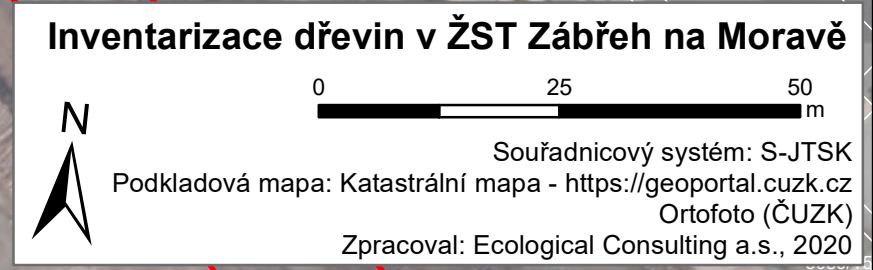 Inventarizace dřevin v ŽST Zábřeh na Moravě
0 25 50
m
N
Souřadnicový systém: S-JTSK
Podkladová mapa: Katastrální mapa - https://geoportal.cuzk.cz
Ortofoto (ČUZK)
Zpracoval: Ecological Consulting a.s., 2020